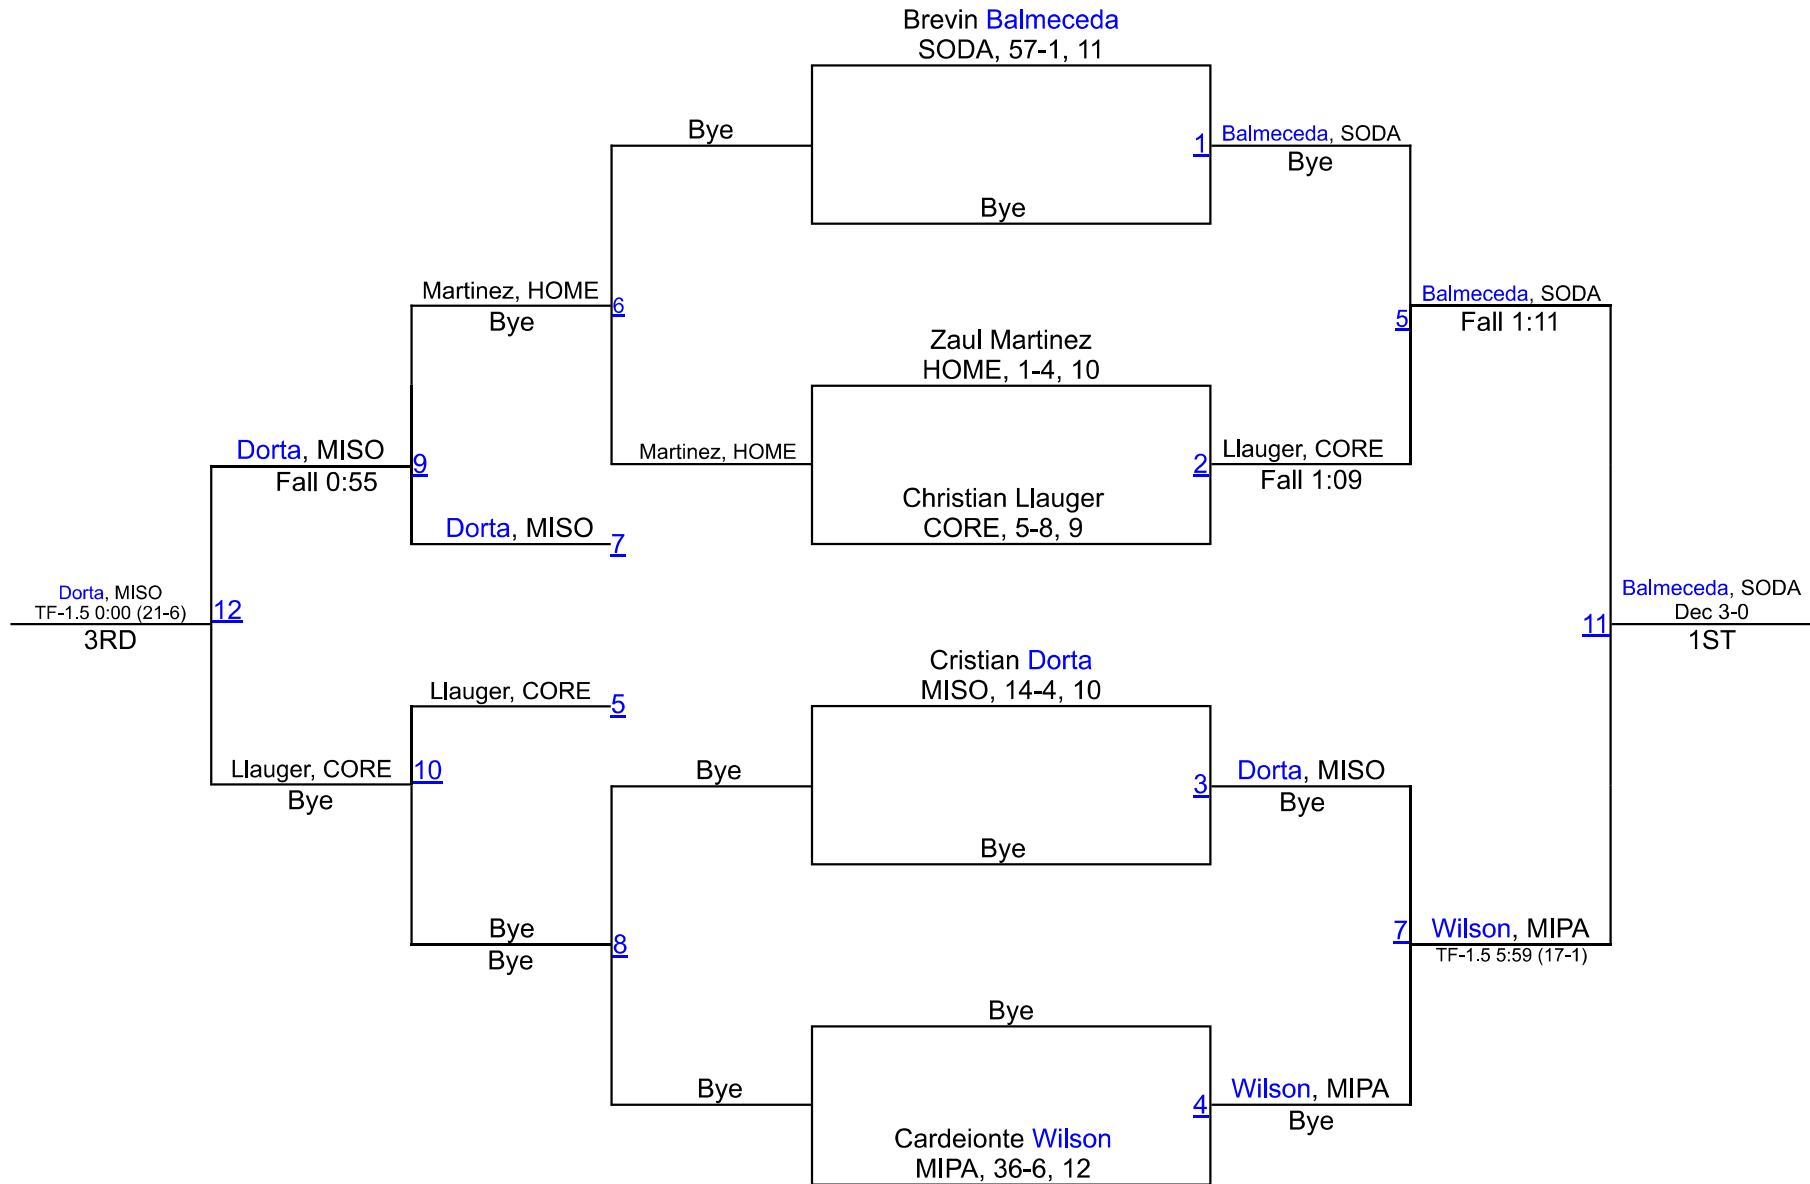 Brevin Balmeceda
SODA, 57-1, 11
Bye
1
Balmeceda, SODA
Bye
Bye
Martinez, HOME
Bye
6
Balmeceda, SODA
Fall 1:11
5
Zaul Martinez
HOME, 1-4, 10
Dorta, MISO
Fall 0:55
9
Martinez, HOME
2
Llauger, CORE
Fall 1:09
Christian Llauger
CORE, 5-8, 9
Dorta, MISO
7
Dorta, MISO
TF-1.5 0:00 (21-6)
3RD
12
Balmeceda, SODA
Dec 3-0
1ST
11
Cristian Dorta
MISO, 14-4, 10
Llauger, CORE
5
Llauger, CORE
Bye
10
Bye
3
Dorta, MISO
Bye
Bye
Bye
Bye
8
7
Wilson, MIPA
TF-1.5 5:59 (17-1)
Bye
Bye
4
Wilson, MIPA
Bye
Cardeionte Wilson
MIPA, 36-6, 12